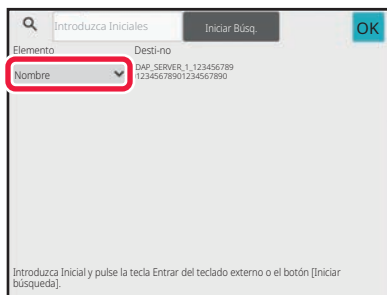 Introduzca Iniciales
Iniciar Búsq.
OK
Elemento
Desti-no
Nombre
DAP_SERVER_1_123456789
12345678901234567890
Introduzca Inicial y pulse la tecla Entrar del teclado externo o el botón [Iniciar
búsqueda].